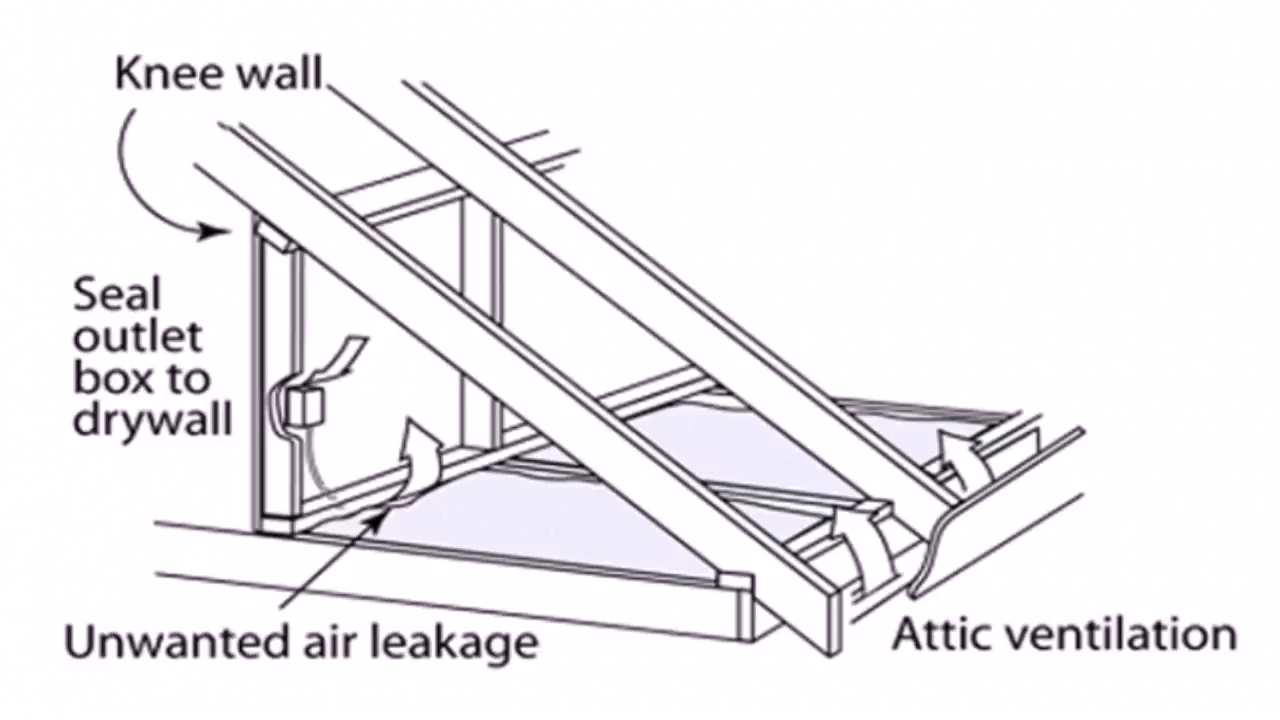 Knee wall
Seal
outlet
box to
drywall
Unwanted air leakage
Attic ventilation